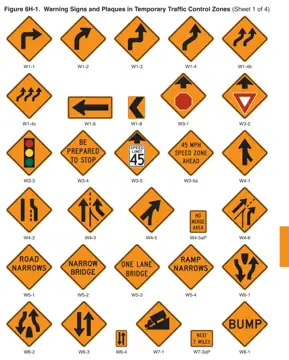 Figure 6H-1. Warning Signs and Plaques in Temporary Traffic Control Zones (Sheet 1 of 4)
W1-1 W1-2 W1-3 W1-4 W1-4b
W1-4c W1-6 W1-8 W3-1 W3-2
BE
PREPARED
TO STOP
SPEED
LIMIT
45
45 MPH
SPEED ZONE
AHEAD
W3-3 W3-4 W3-5 W3-5a W4-1
NO
MERGE
AREA
W4-2 W4-3 W4-5 W4-5aP W4-6
ROAD
NARROWS
NARROW
BRIDGE
ONE LANE
BRIDGE
RAMP
NARROWS
W5-1 W5-2 W5-3 W5-4 W6-1
NEXT
7 MILES
BUMP
W6-2 W6-3 W6-4 W7-1 W7-3aP W8-1